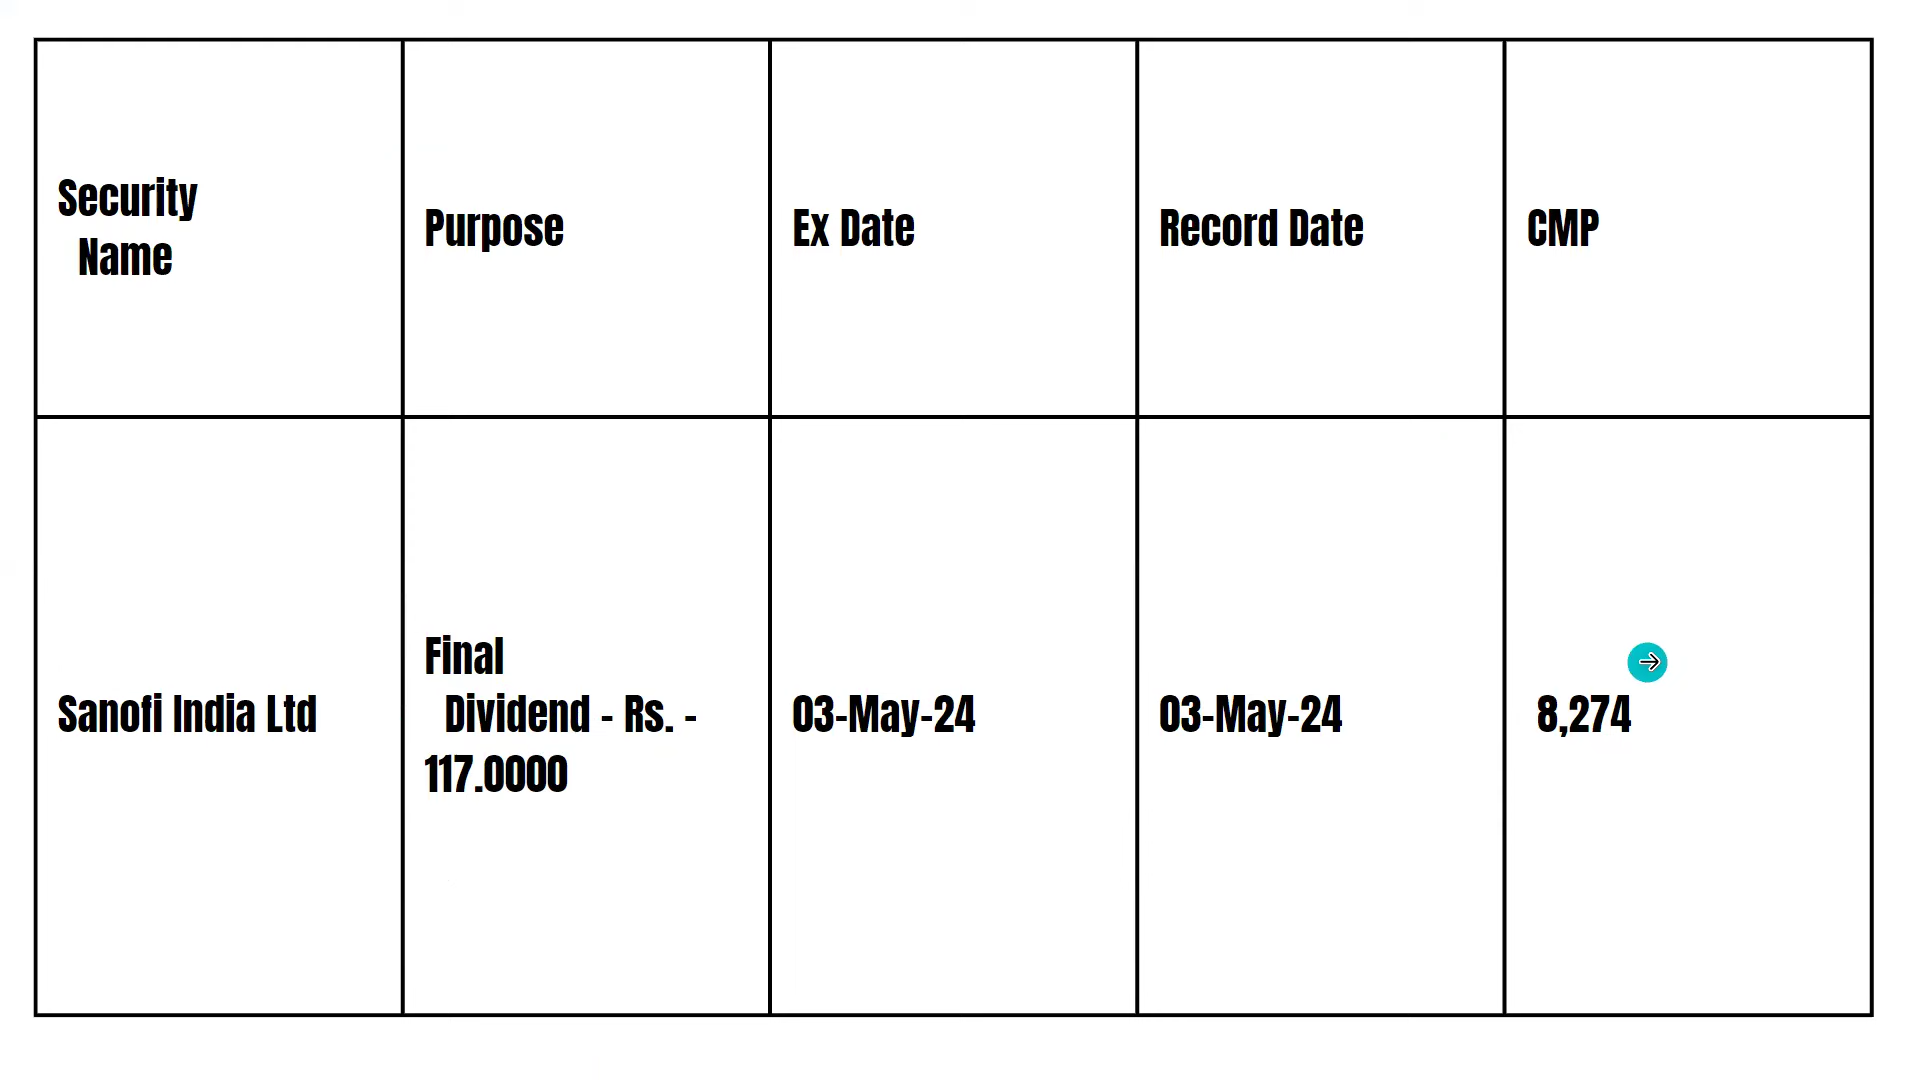 Security
Name
Purpose
Ex Date
Record Date
CMP
Sanofi India Ltd
Final
Dividend - Rs. -
117.0000
03-May-24
03-May-24
8,274